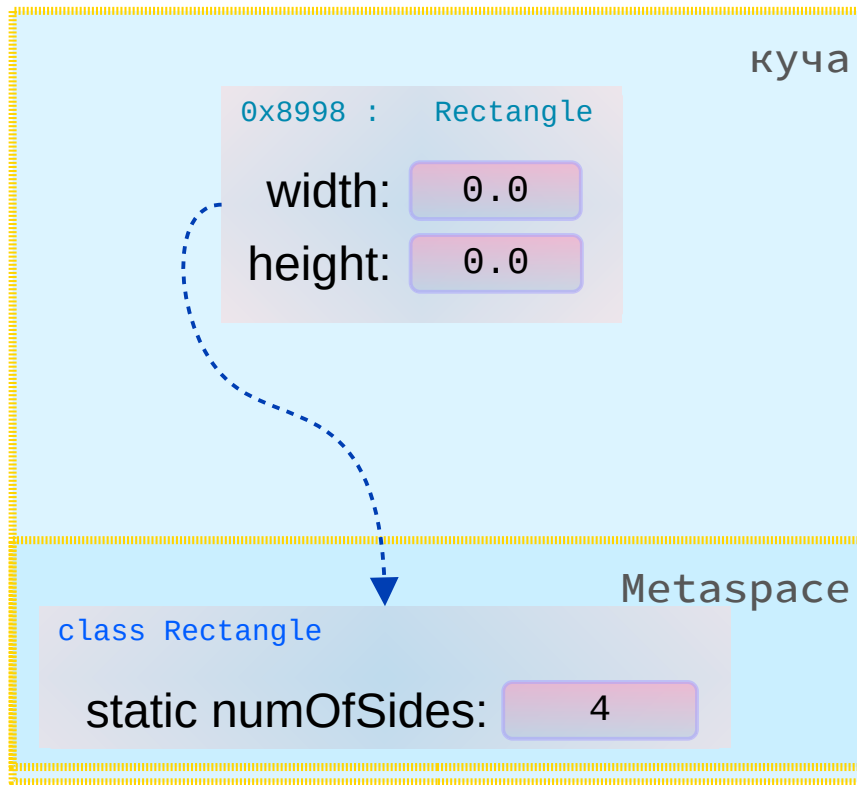 куча
0x8998 : Rectangle
width: 0.0
height: 0.0
Metaspace
class Rectangle
static numOfSides: 4